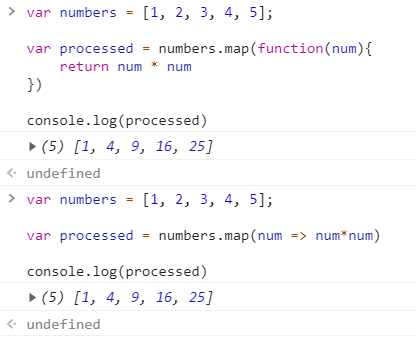 > var numbers = [1, 2, 3, 4, 5];
var processed = numbers.map(function(num){
    return num * num
})
console.log(processed)
▶ (5) [1, 4, 9, 16, 25]
<· undefined
> var numbers = [1, 2, 3, 4, 5];
var processed = numbers.map(num => num*num)
console.log(processed)
▶ (5) [1, 4, 9, 16, 25]
<· undefined